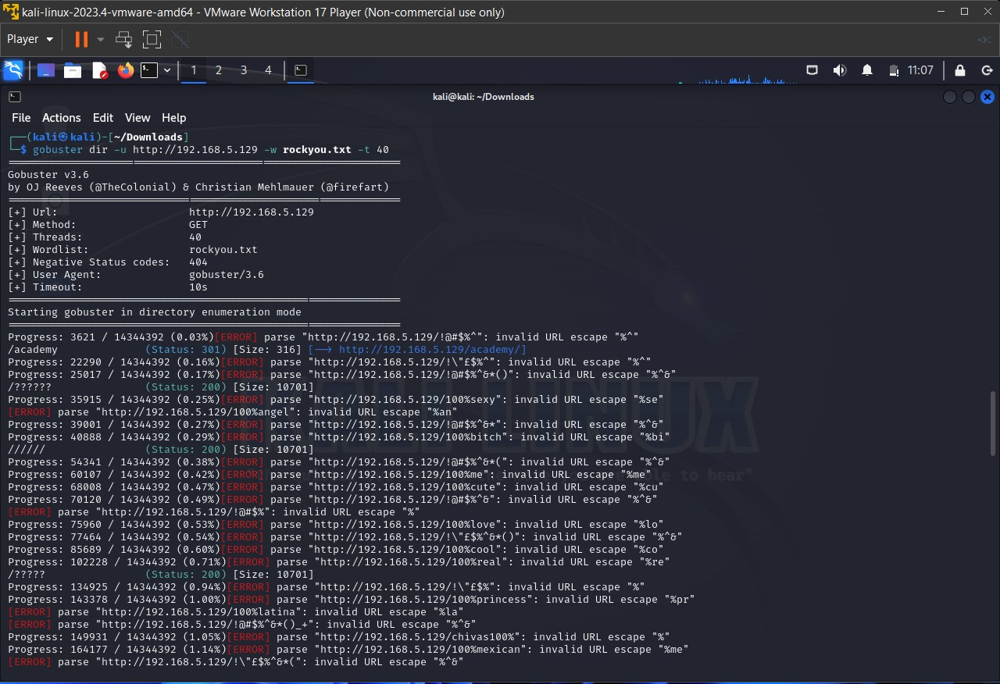 kali-linux-2023.4-vmware-amd64 - VMware Workstation 17 Player (Non-commercial use only)
Player
1 2 3 4 11:07
kali@kali: ~/Downloads
File Actions Edit View Help
┌──(kali㉿kali)-[~/Downloads]
└─$ gobuster dir -u http://192.168.5.129 -w rockyou.txt -t 40
===============================================================
Gobuster v3.6
by OJ Reeves (@TheColonial) & Christian Mehlmauer (@firefart)
===============================================================
[+] Url: http://192.168.5.129
[+] Method: GET
[+] Threads: 40
[+] Wordlist: rockyou.txt
[+] Negative Status codes: 404
[+] User Agent: gobuster/3.6
[+] Timeout: 10s
===============================================================
Starting gobuster in directory enumeration mode
===============================================================
Progress: 3621 / 14344392 (0.03%)[ERROR] parse "http://192.168.5.129/!@#$%^": invalid URL escape "%^"
/academy (Status: 301) [Size: 316] [--> http://192.168.5.129/academy/]
Progress: 22290 / 14344392 (0.16%)[ERROR] parse "http://192.168.5.129/!\"£$%^": invalid URL escape "%^"
Progress: 25017 / 14344392 (0.17%)[ERROR] parse "http://192.168.5.129/!@#$%^&*()": invalid URL escape "%^&"
/?????? (Status: 200) [Size: 10701]
Progress: 35915 / 14344392 (0.25%)[ERROR] parse "http://192.168.5.129/100%sexy": invalid URL escape "%se"
[ERROR] parse "http://192.168.5.129/100%angel": invalid URL escape "%an"
Progress: 39001 / 14344392 (0.27%)[ERROR] parse "http://192.168.5.129/!@#$%^&*": invalid URL escape "%^&"
Progress: 40888 / 14344392 (0.29%)[ERROR] parse "http://192.168.5.129/100%bitch": invalid URL escape "%bi"
////// (Status: 200) [Size: 10701]
Progress: 54341 / 14344392 (0.38%)[ERROR] parse "http://192.168.5.129/!@#$%^&*(": invalid URL escape "%^&"
Progress: 60107 / 14344392 (0.42%)[ERROR] parse "http://192.168.5.129/100%me": invalid URL escape "%me"
Progress: 68008 / 14344392 (0.47%)[ERROR] parse "http://192.168.5.129/100%cute": invalid URL escape "%cu"
Progress: 70120 / 14344392 (0.49%)[ERROR] parse "http://192.168.5.129/!@#$%^&": invalid URL escape "%^&"
[ERROR] parse "http://192.168.5.129/!@#$%": invalid URL escape "%"
Progress: 75960 / 14344392 (0.53%)[ERROR] parse "http://192.168.5.129/100%love": invalid URL escape "%lo"
Progress: 77464 / 14344392 (0.54%)[ERROR] parse "http://192.168.5.129/!\"£$%^&*()": invalid URL escape "%^&"
Progress: 85689 / 14344392 (0.60%)[ERROR] parse "http://192.168.5.129/100%cool": invalid URL escape "%co"
Progress: 102228 / 14344392 (0.71%)[ERROR] parse "http://192.168.5.129/100%real": invalid URL escape "%re"
/????? (Status: 200) [Size: 10701]
Progress: 134925 / 14344392 (0.94%)[ERROR] parse "http://192.168.5.129/!\"£$%": invalid URL escape "%"
Progress: 143378 / 14344392 (1.00%)[ERROR] parse "http://192.168.5.129/100%princess": invalid URL escape "%pr"
[ERROR] parse "http://192.168.5.129/100%latina": invalid URL escape "%la"
[ERROR] parse "http://192.168.5.129/!@#$%^&*()_+": invalid URL escape "%^&"
Progress: 149931 / 14344392 (1.05%)[ERROR] parse "http://192.168.5.129/chivas100%": invalid URL escape "%"
Progress: 164177 / 14344392 (1.14%)[ERROR] parse "http://192.168.5.129/100%mexican": invalid URL escape "%me"
[ERROR] parse "http://192.168.5.129/!\"£$%^&*(": invalid URL escape "%^&"
KALI LINUX